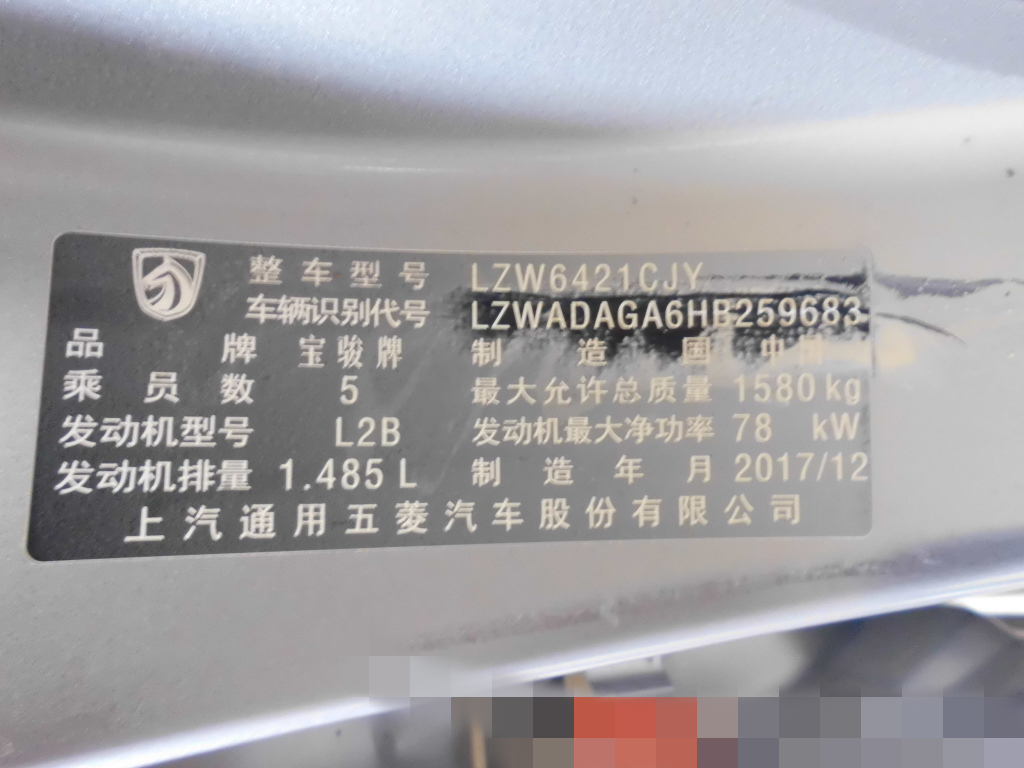 整车型号 LZW6421CJY
车辆识别代号 LZWADAGA6HB259683
品牌 宝骏牌 制造国 中国
乘员数 5 最大允许总质量 1580kg
发动机型号 L2B 发动机最大净功率 78 kW
发动机排量 1.485L 制造年月 2017/12
上汽通用五菱汽车股份有限公司